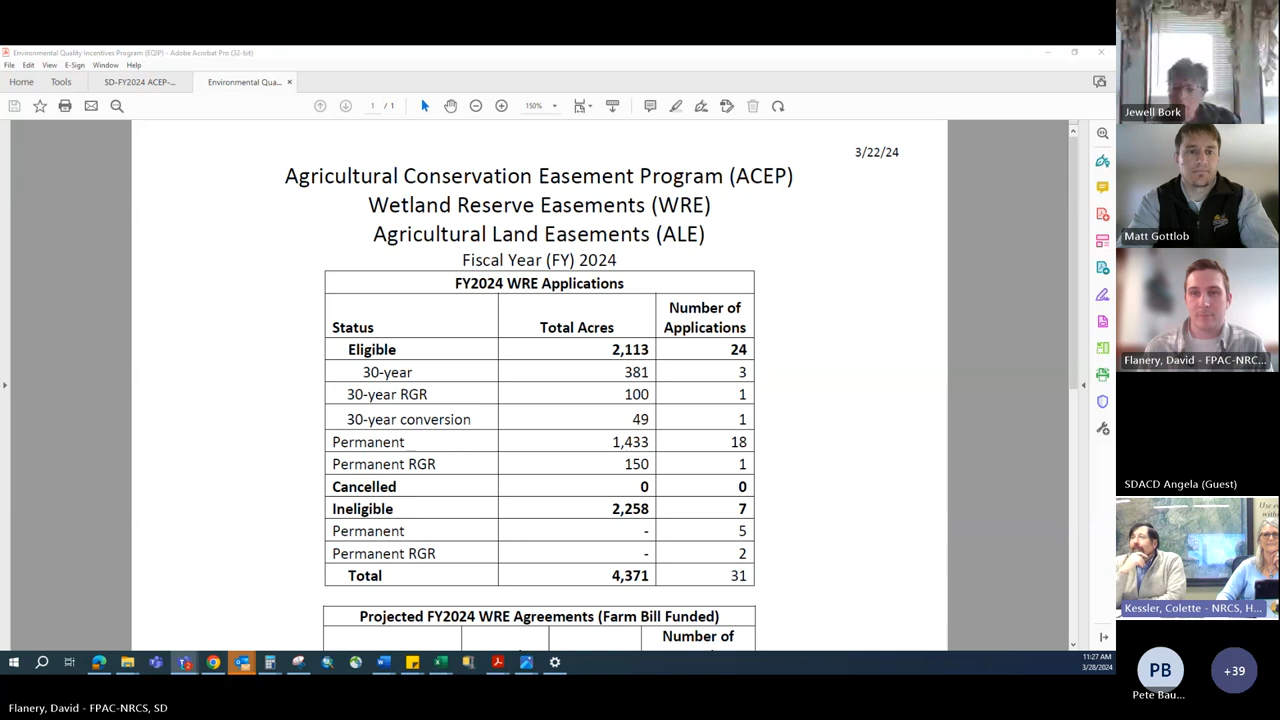 Environmental Quality Incentives Program (EQIP) - Adobe Acrobat Pro (32-bit)
File Edit View E-Sign Window Help
Home Tools SD-FY2024 ACEP-... Environmental Qua... ×
1 / 1 150%
3/22/24
Agricultural Conservation Easement Program (ACEP)
Wetland Reserve Easements (WRE)
Agricultural Land Easements (ALE)
Fiscal Year (FY) 2024
FY2024 WRE Applications
Status Total Acres Number of Applications
Eligible 2,113 24
30-year 381 3
30-year RGR 100 1
30-year conversion 49 1
Permanent 1,433 18
Permanent RGR 150 1
Cancelled 0 0
Ineligible 2,258 7
Permanent - 5
Permanent RGR - 2
Total 4,371 31
Projected FY2024 WRE Agreements (Farm Bill Funded)
Number of
11:27 AM
3/28/2024
Jewell Bork
Matt Gottlob
Flanery, David - FPAC-NRC...
SDACD Angela (Guest)
Kessler, Colette - NRCS, H...
PB
Pete Bau...
+39
Flanery, David - FPAC-NRCS, SD